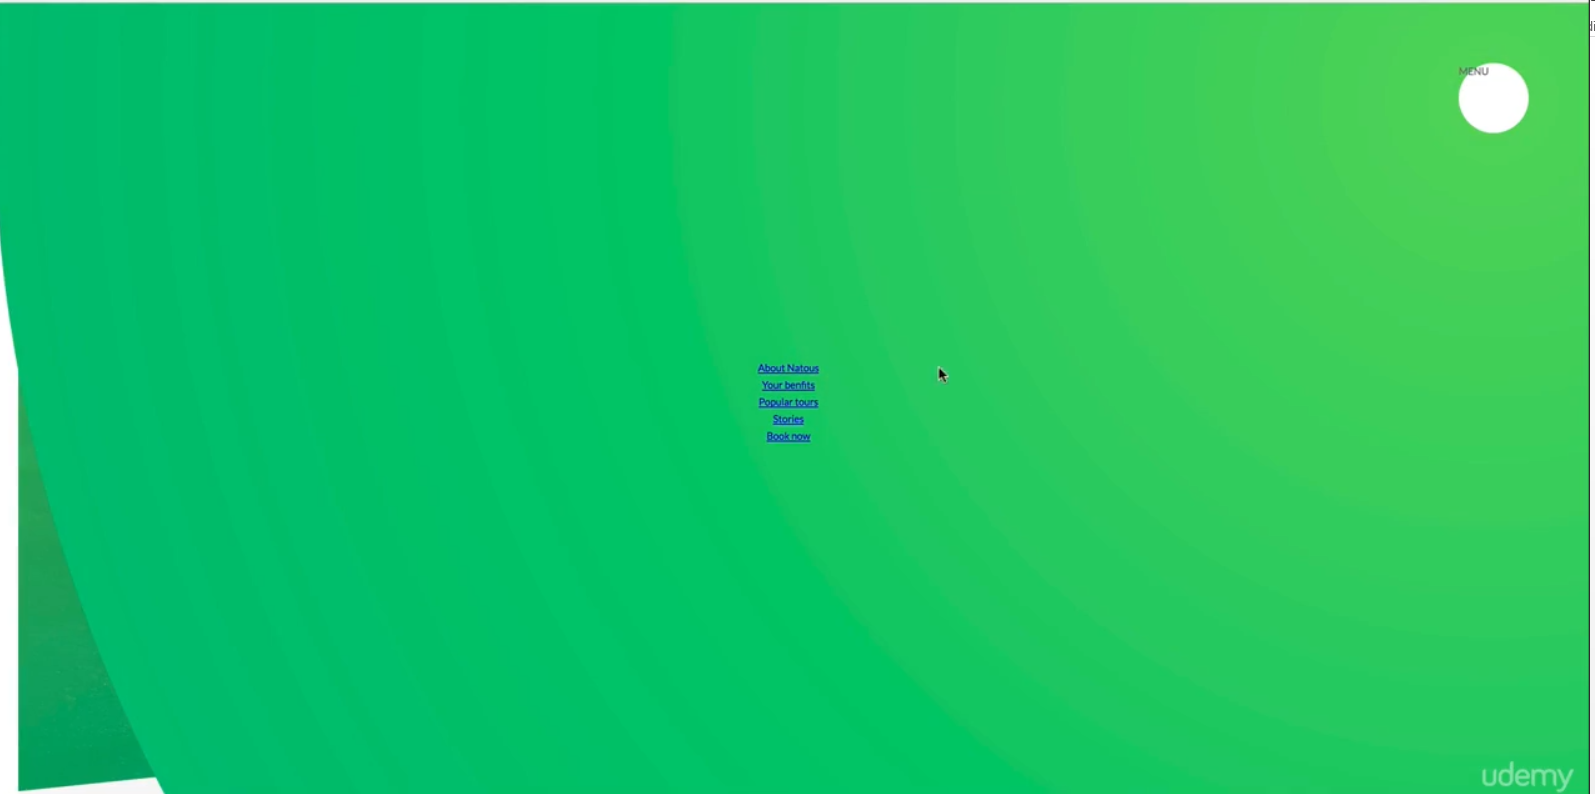 MENU
About Natous
Your benfits
Popular tours
Stories
Book now
udemy